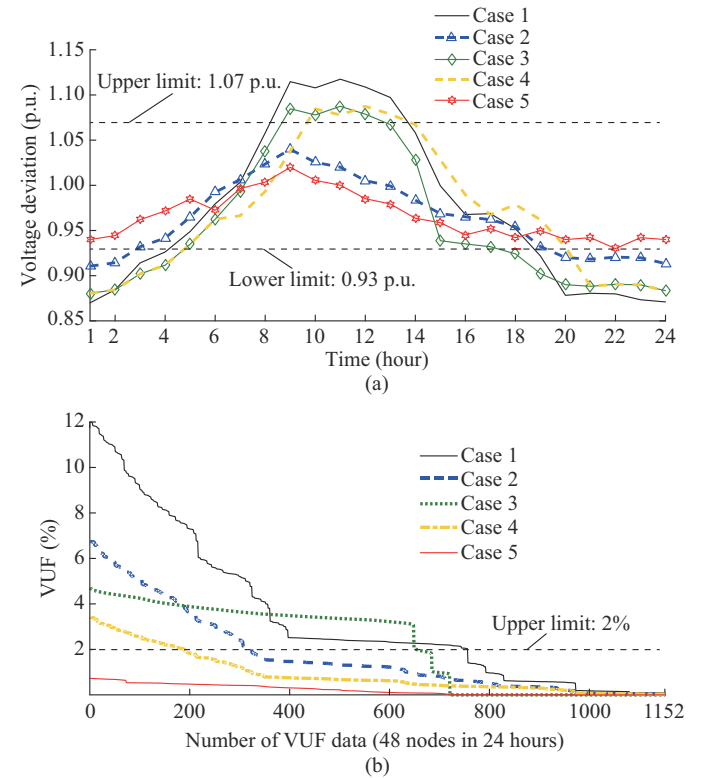 Case 1
Case 2
Case 3
Case 4
Case 5
1.15
1.10
1.05
1.00
0.95
0.90
0.85
Voltage deviation (p.u.)
Upper limit: 1.07 p.u.
Lower limit: 0.93 p.u.
1 2 4 6 8 10 12 14 16 18 20 22 24
Time (hour)
(a)
12
10
8
6
4
2
VUF (%)
Case 1
Case 2
Case 3
Case 4
Case 5
Upper limit: 2%
0 200 400 600 800 1000 1152
Number of VUF data (48 nodes in 24 hours)
(b)